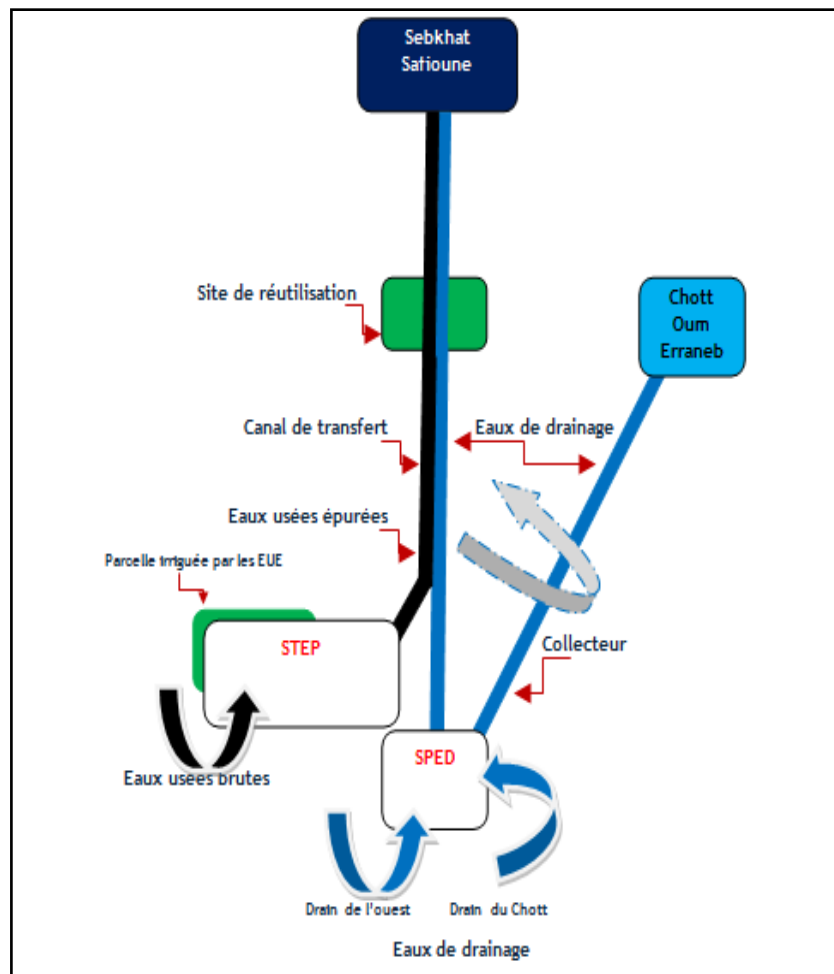 Sebkhat
Safioune
Site de réutilisation
Chott
Oum
Erraneb
Canal de transfert
Eaux de drainage
Eaux usées épurées
Parcelle irriguée par les EUE
STEP
Collecteur
SPED
Eaux usées brutes
Drain de l'ouest
Drain du Chott
Eaux de drainage